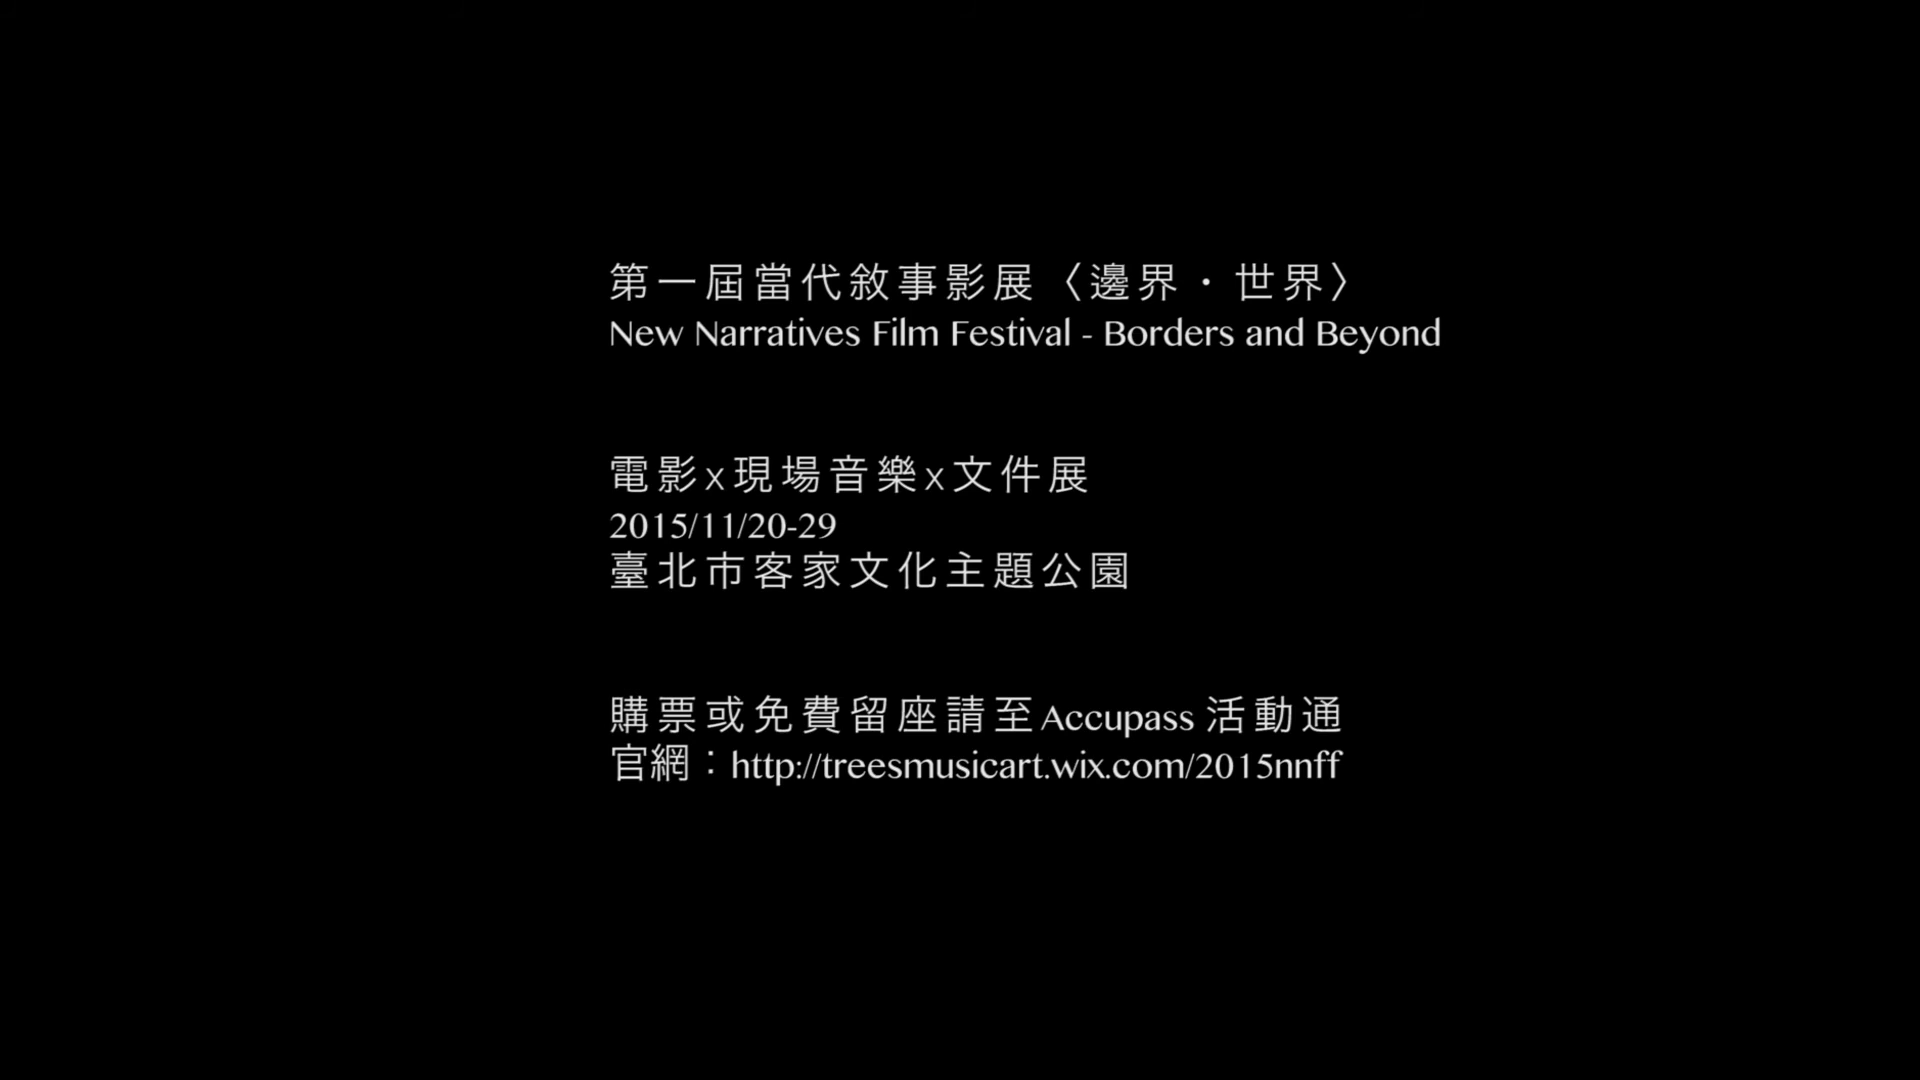 第一屆當代敘事影展〈邊界・世界〉
New Narratives Film Festival - Borders and Beyond
電影x現場音樂x文件展
2015/11/20-29
臺北市客家文化主題公園
購票或免費留座請至Accupass 活動通
官網：http://treesmusicart.wix.com/2015nnff